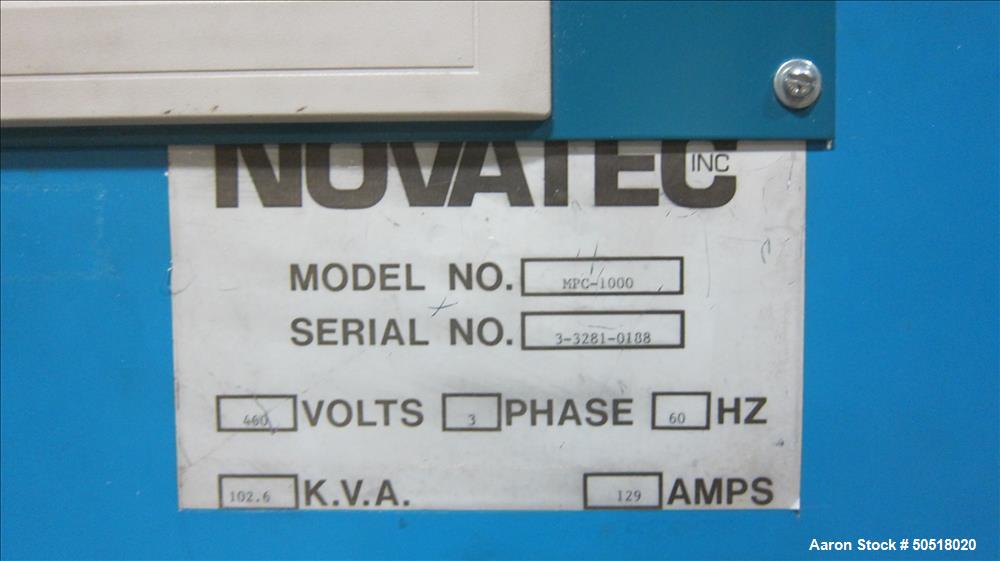 NOVATEC INC
MODEL NO. MPC-1000
SERIAL NO. 3-3281-0188
460 VOLTS 3 PHASE 60 HZ
102.6 K.V.A. 129 AMPS
Aaron Stock # 50518020